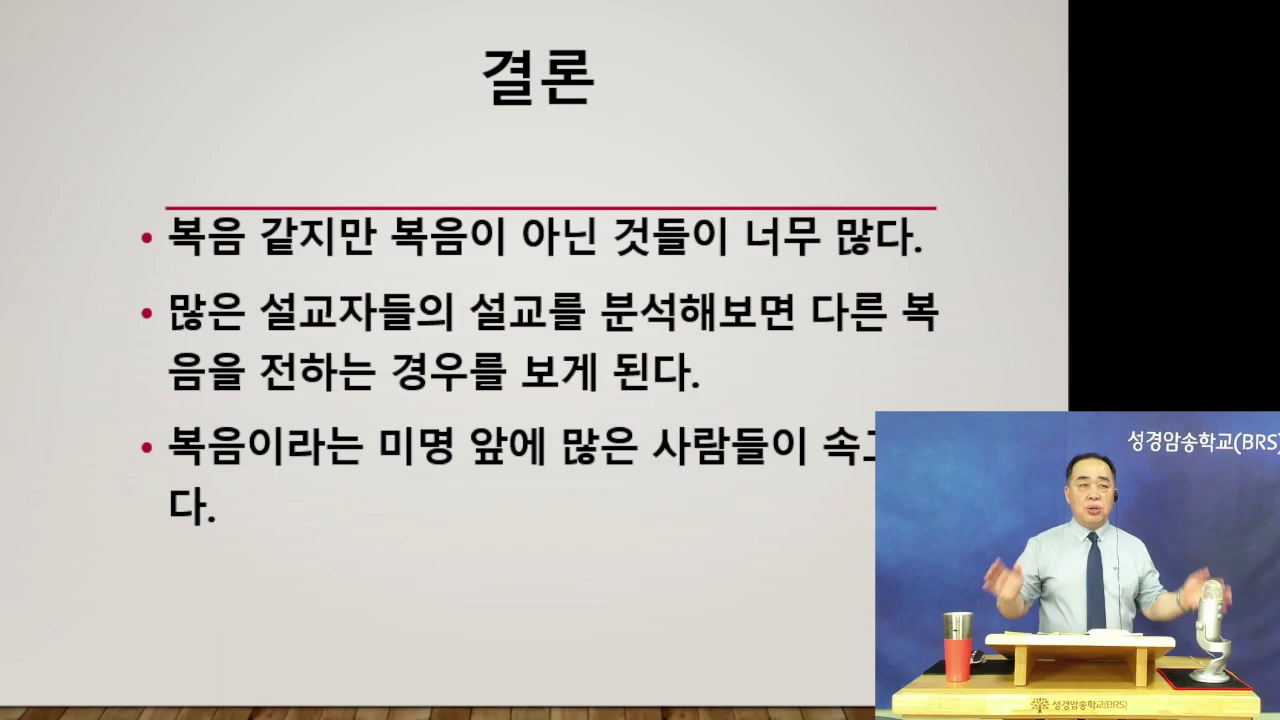 결론
• 복음 같지만 복음이 아닌 것들이 너무 많다.
• 많은 설교자들의 설교를 분석해보면 다른 복
음을 전하는 경우를 보게 된다.
• 복음이라는 미명 앞에 많은 사람들이
다.
성경암송학교(BRS)
성경암송학교(BRS)